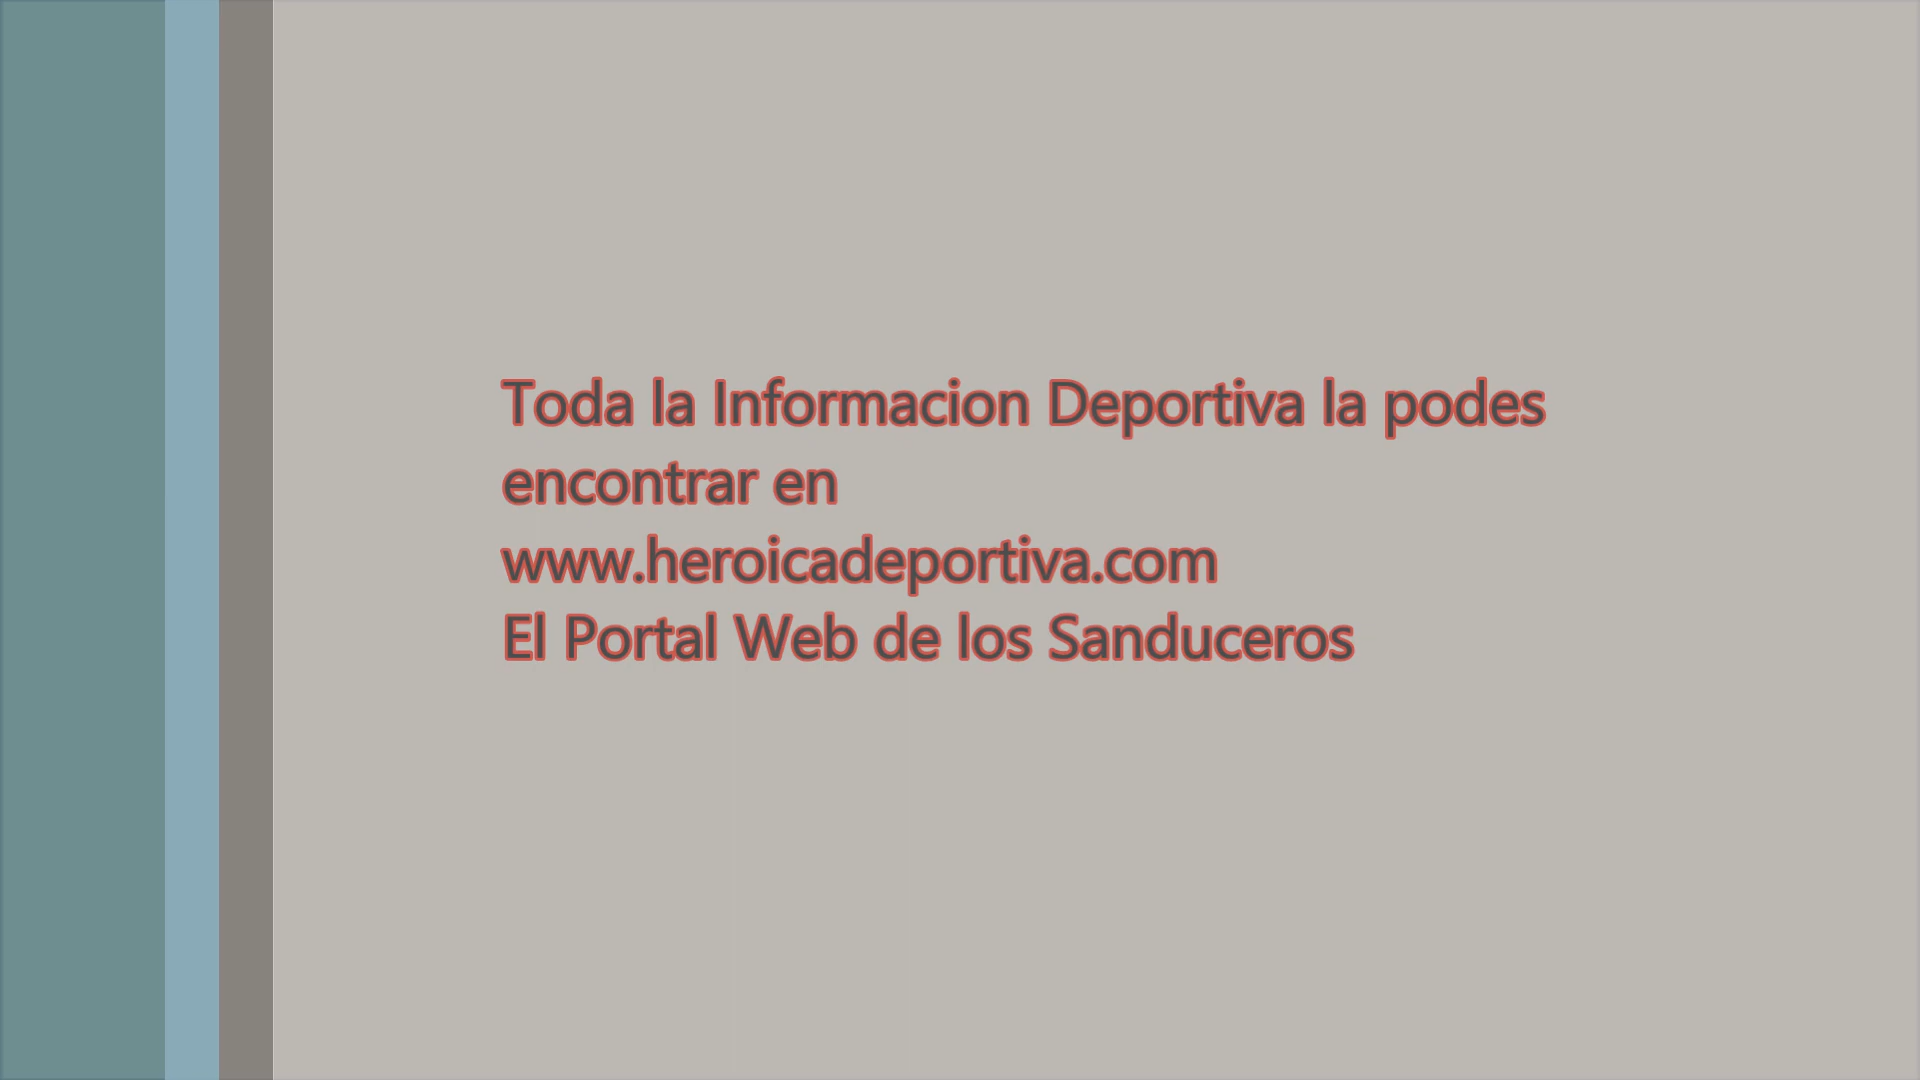 Toda la Informacion Deportiva la podes
encontrar en
www.heroicadeportiva.com
El Portal Web de los Sanduceros